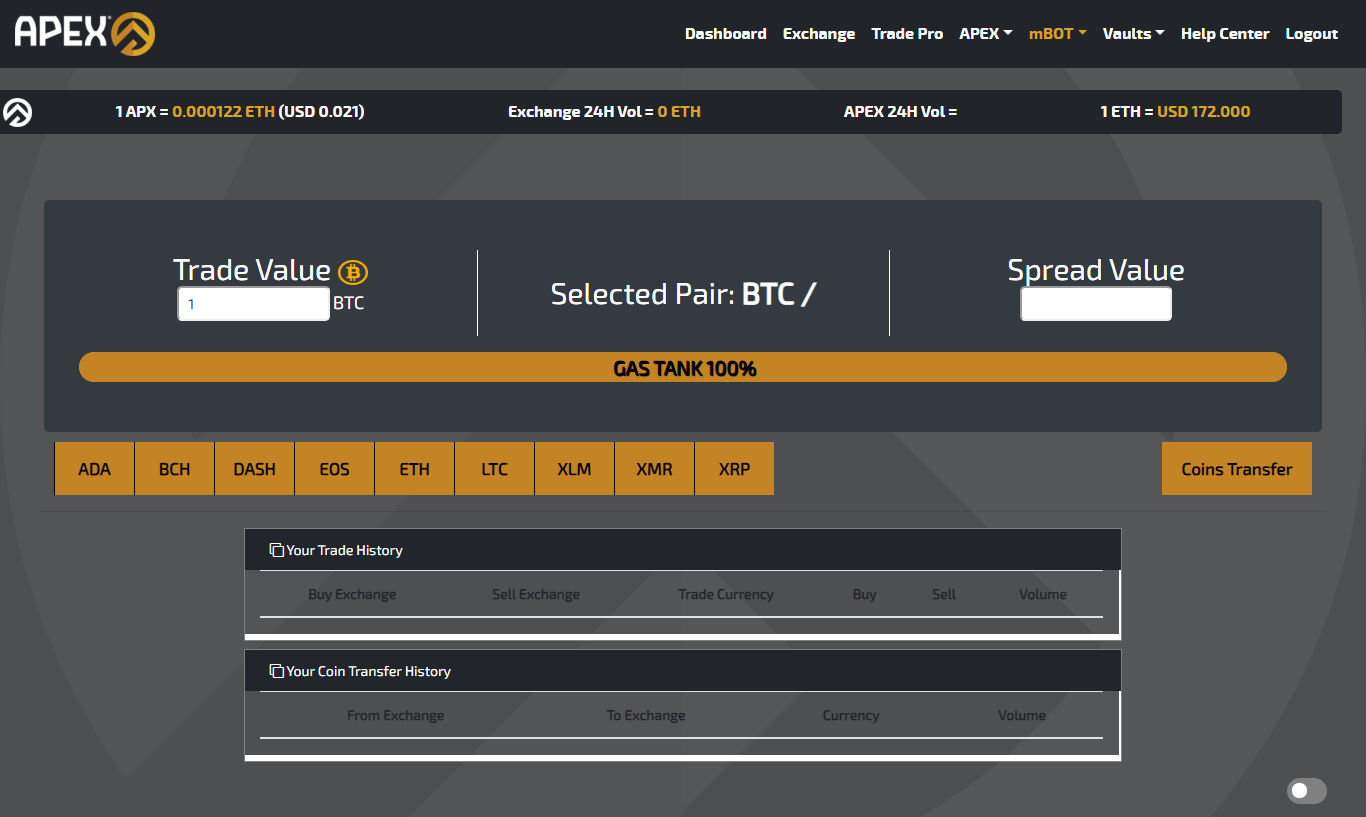 APEX
Dashboard Exchange Trade Pro APEX mBOT Vaults Help Center Logout
1 APX = 0.000122 ETH (USD 0.021) Exchange 24H Vol = 0 ETH APEX 24H Vol = 1 ETH = USD 172.000
Trade Value
1 BTC
Selected Pair: BTC /
Spread Value
GAS TANK 100%
ADA BCH DASH EOS ETH LTC XLM XMR XRP Coins Transfer
Your Trade History
Buy Exchange Sell Exchange Trade Currency Buy Sell Volume
Your Coin Transfer History
From Exchange To Exchange Currency Volume